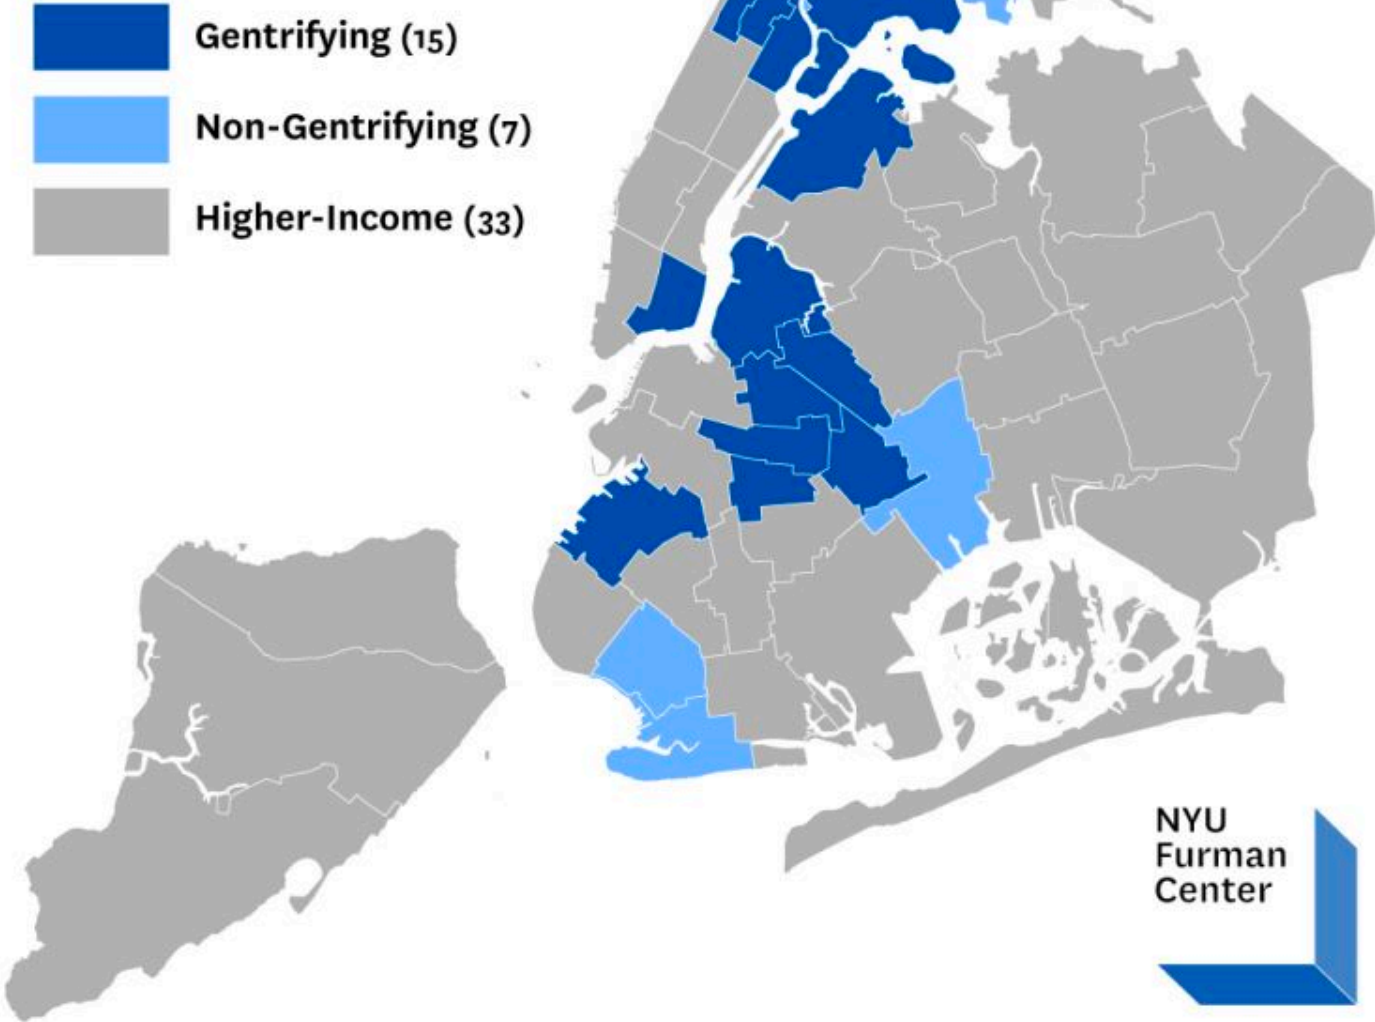 Gentrifying (15)
Non-Gentrifying (7)
Higher-Income (33)
NYU
Furman
Center